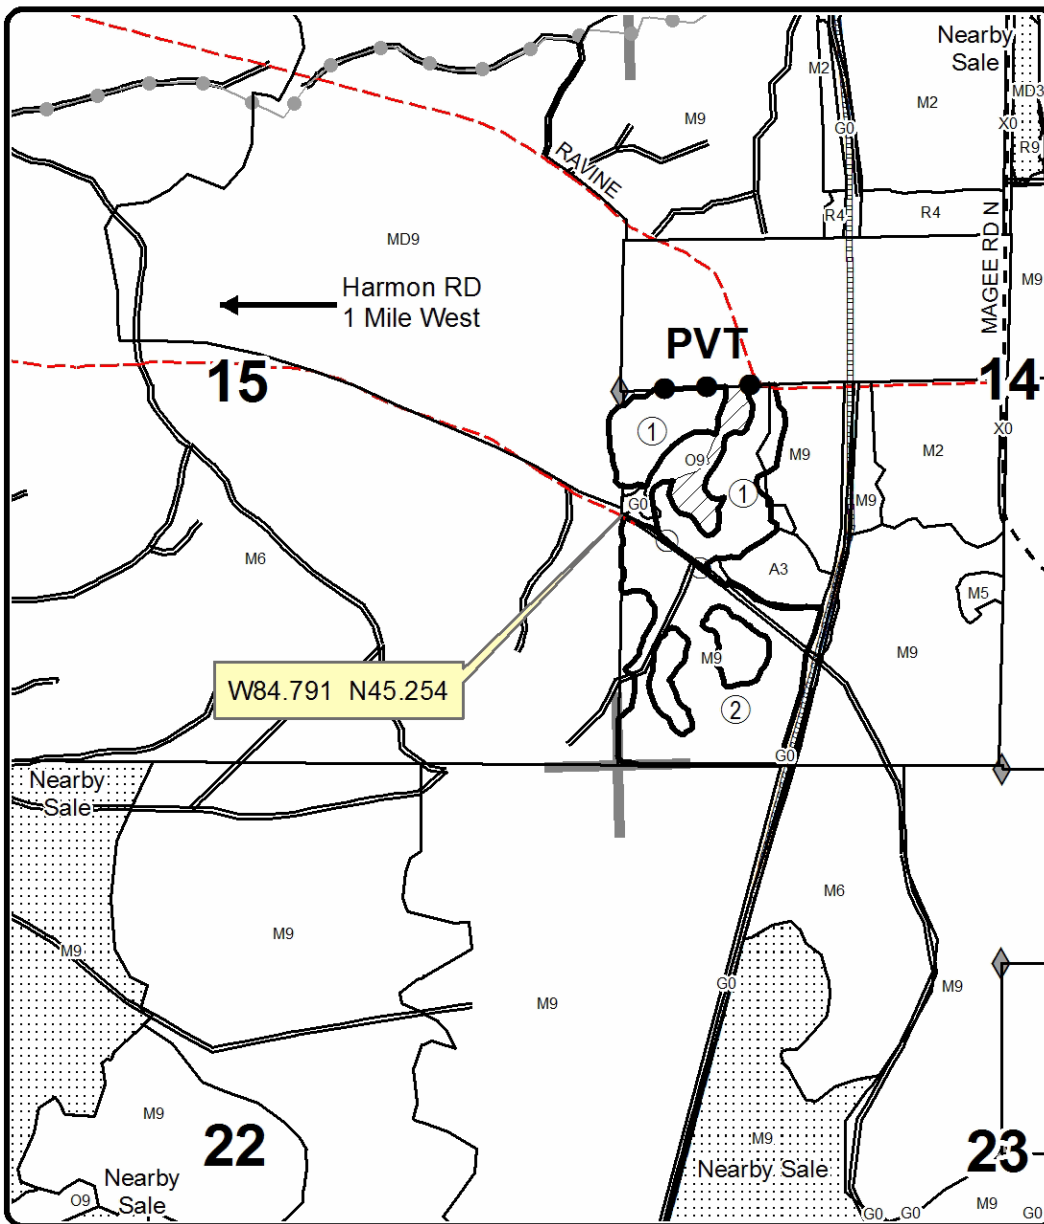 Nearby
Sale
M2
M2
MD3
G0
X0
M9
R9
RAVINE
R4
R4
MAGEE RD N
MD9
M9
Harmon RD
1 Mile West
PVT
15
14
1
X0
M9
M2
O9
1
M9
G0
M6
A3
M5
M9
M9
W84.791 N45.254
2
G0
Nearby
Sale
M6
M9
M9
G0
M9
M9
M9
22
M9
23
Nearby
Sale
Nearby Sale
O9
M9
G0
G0
G0